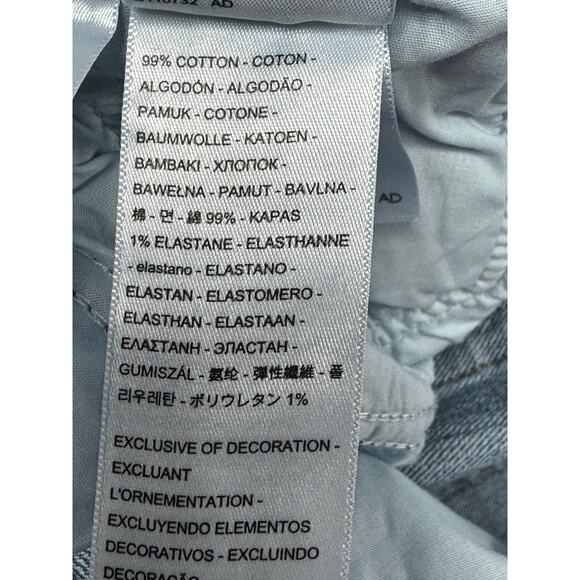 AD
99% COTTON - COTON -
ALGODÓN - ALGODÃO -
PAMUK - COTONE -
BAUMWOLLE - KATOEN -
BAMBAKI - ХЛОПОК -
BAWEŁNA - PAMUT - BAVLNA -
棉 - 면 - 綿 99% - KAPAS
1% ELASTANE - ELASTHANNE
- elastano - ELASTANO -
ELASTAN - ELASTOMERO -
ELASTHAN - ELASTAAN -
ΕΛΑΣΤΑΝΗ - ЭЛАСТАН -
GUMISZÁL - 氨纶 - 彈性纖維 - 폴
리우레탄 - ポリウレタン 1%
EXCLUSIVE OF DECORATION -
EXCLUANT
L'ORNEMENTATION -
EXCLUYENDO ELEMENTOS
DECORATIVOS - EXCLUINDO
DECORAÇÃO
AD